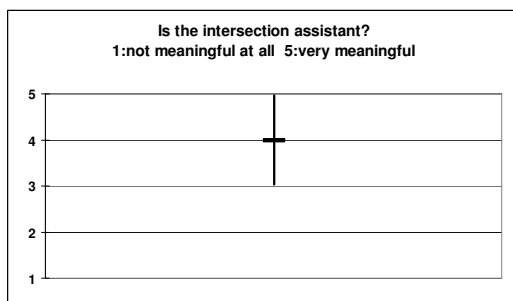 Is the intersection assistant?
1:not meaningful at all 5:very meaningful
5
4
3
2
1